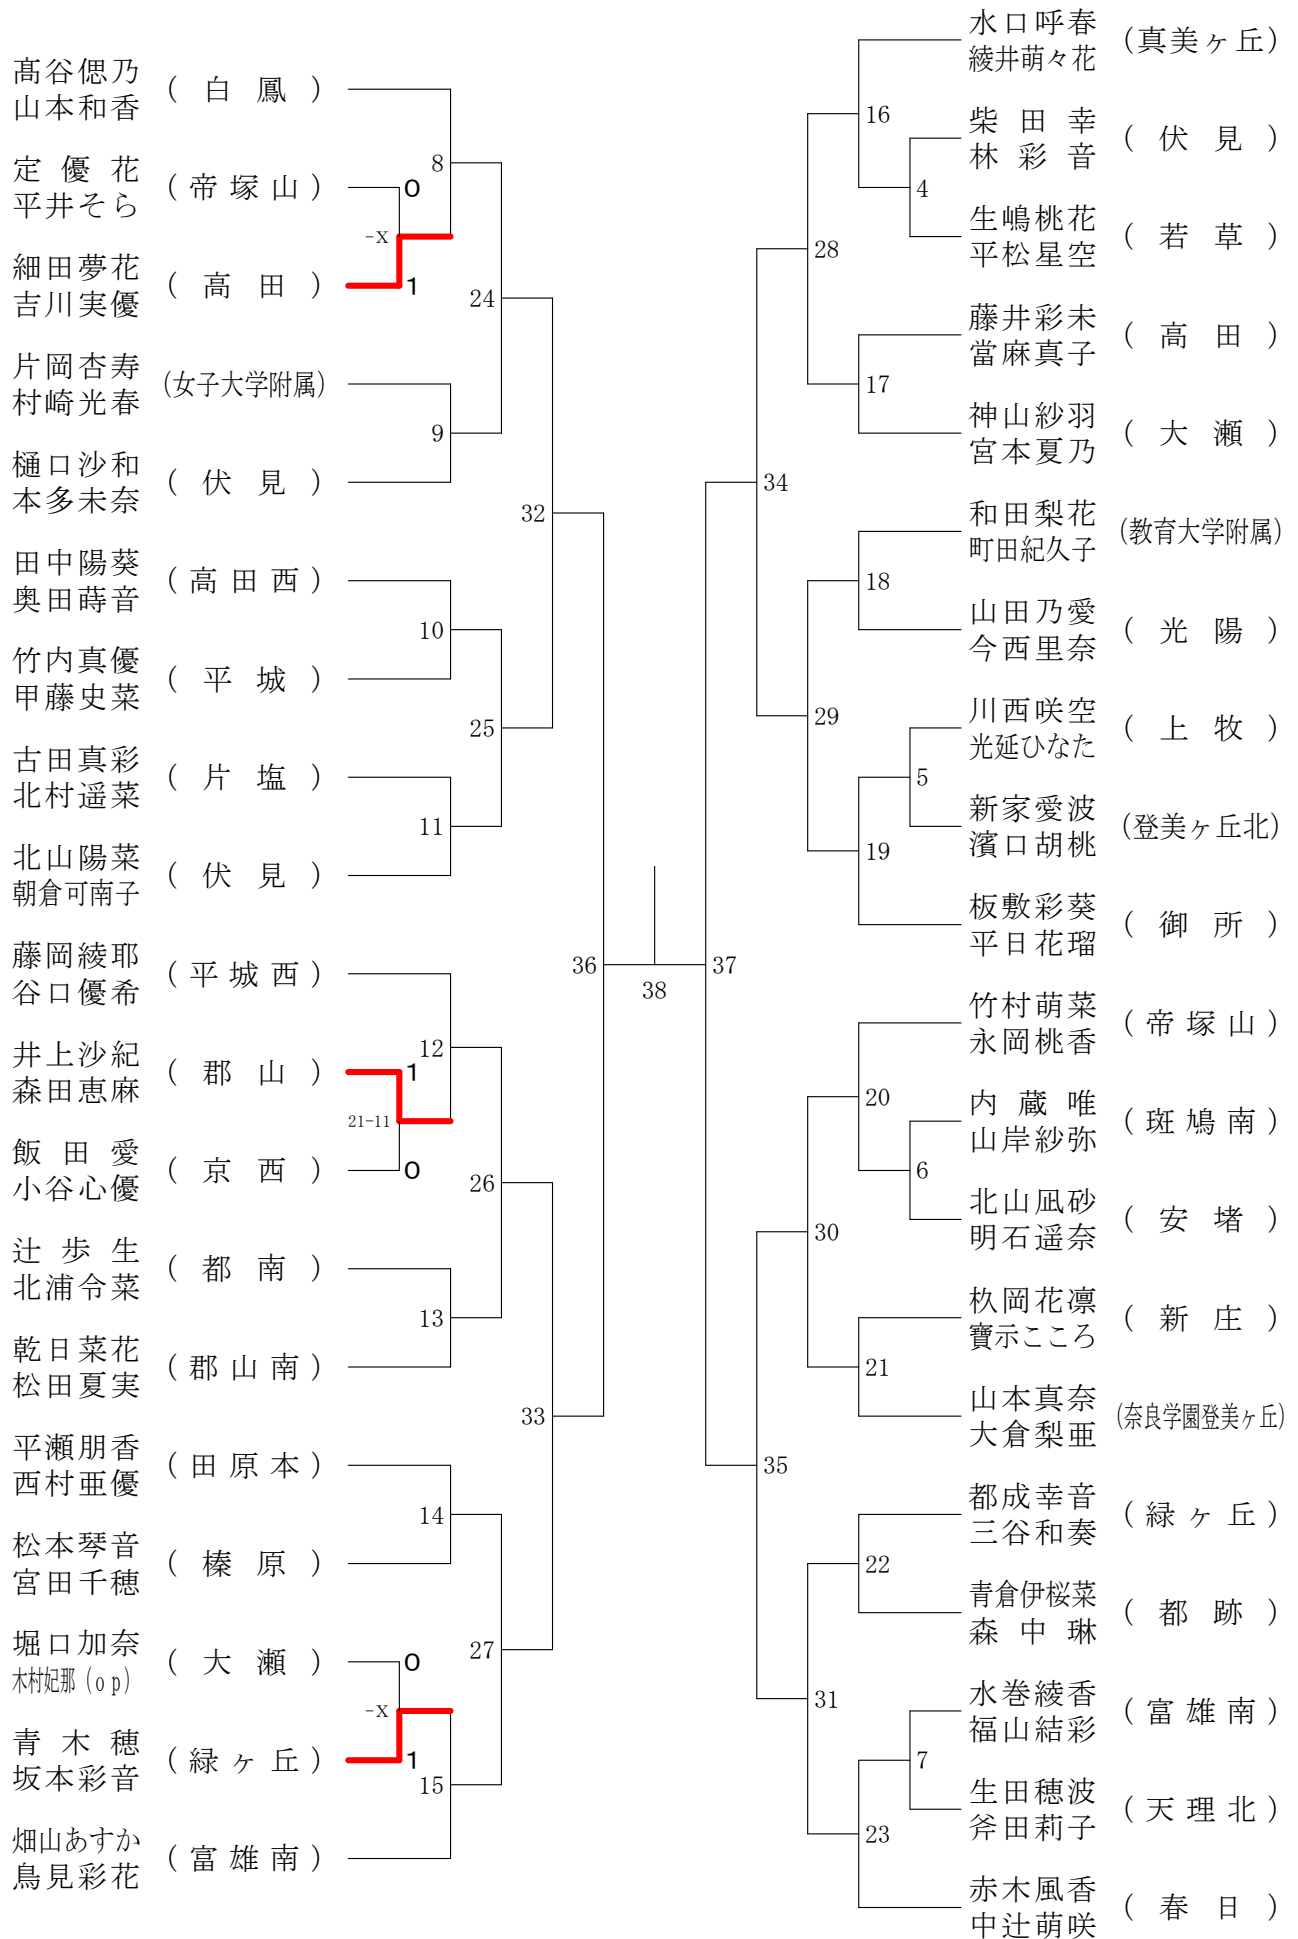 髙谷偲乃
山本和香
( 白 鳳 )
定 優 花
平井そら
( 帝 塚 山 )
細田夢花
吉川実優
( 高 田 )
片岡杏寿
村崎光春
(女子大学附属)
樋口沙和
本多未奈
( 伏 見 )
田中陽葵
奥田蒔音
( 高 田 西 )
竹内真優
甲藤史菜
( 平 城 )
古田真彩
北村遥菜
( 片 塩 )
北山陽菜
朝倉可南子
( 伏 見 )
藤岡綾耶
谷口優希
( 平 城 西 )
井上沙紀
森田恵麻
( 郡 山 )
飯 田 愛
小谷心優
( 京 西 )
辻 歩 生
北浦令菜
( 都 南 )
乾日菜花
松田夏実
( 郡 山 南 )
平瀬朋香
西村亜優
( 田 原 本 )
松本琴音
宮田千穂
( 榛 原 )
堀口加奈
木村妃那 (op)
( 大 瀬 )
青 木 穂
坂本彩音
( 緑 ヶ 丘 )
畑山あすか
鳥見彩花
( 富 雄 南 )
0
-X
1
1
21-11
0
0
-X
1
8
9
10
11
12
13
14
15
24
25
26
27
32
33
36
38
37
34
35
28
29
30
31
16
17
18
19
20
21
22
23
4
5
6
7
水口呼春
綾井萌々花
(真美ヶ丘)
柴 田 幸
林 彩 音
( 伏 見 )
生嶋桃花
平松星空
( 若 草 )
藤井彩未
當麻真子
( 高 田 )
神山紗羽
宮本夏乃
( 大 瀬 )
和田梨花
町田紀久子
(教育大学附属)
山田乃愛
今西里奈
( 光 陽 )
川西咲空
光延ひなた
( 上 牧 )
新家愛波
濱口胡桃
(登美ヶ丘北)
板敷彩葵
平日花瑠
( 御 所 )
竹村萌菜
永岡桃香
( 帝 塚 山 )
内 蔵 唯
山岸紗弥
( 斑 鳩 南 )
北山凪砂
明石遥奈
( 安 堵 )
杦岡花凛
寶示こころ
( 新 庄 )
山本真奈
大倉梨亜
(奈良学園登美ヶ丘)
都成幸音
三谷和奏
( 緑 ヶ 丘 )
青倉伊桜菜
森 中 琳
( 都 跡 )
水巻綾香
福山結彩
( 富 雄 南 )
生田穂波
斧田莉子
( 天 理 北 )
赤木風香
中辻萌咲
( 春 日 )